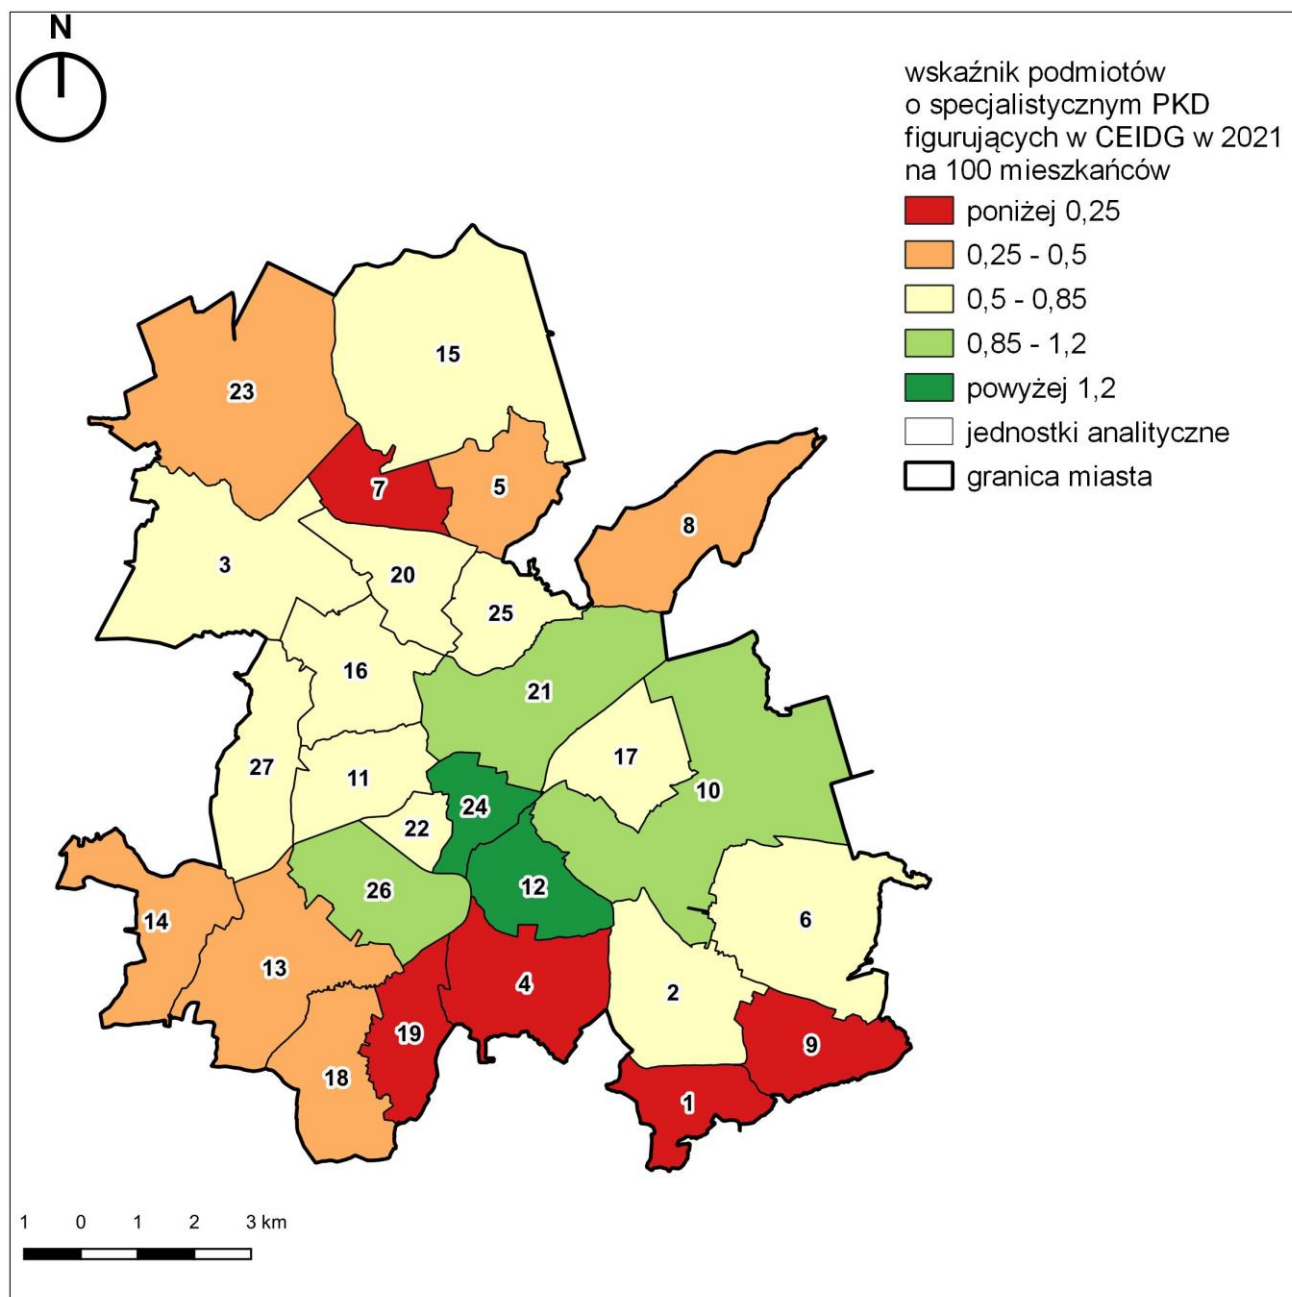 N
wskaźnik podmiotów
o specjalistycznym PKD
figurujących w CEIDG w 2021
na 100 mieszkańców
poniżej 0,25
0,25 - 0,5
0,5 - 0,85
0,85 - 1,2
powyżej 1,2
jednostki analityczne
granica miasta
15
23
7
5
8
3
20
25
16
21
17
27
11
10
24
22
12
26
14
6
13
4
2
19
9
18
1
1 0 1 2 3 km